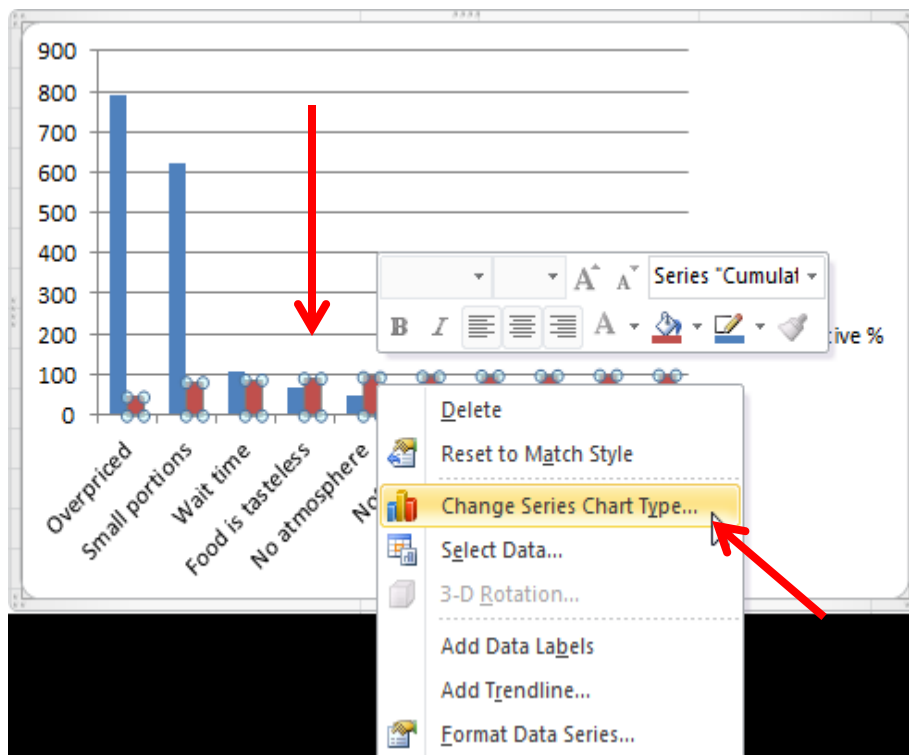 900
800
700
600
500
400
300
200
100
0
Overpriced
Small portions
Wait time
Food is tasteless
No atmosphere
Series "Cumulat
A A
B I A
ive %
Delete
Reset to Match Style
Change Series Chart Type...
Select Data...
3-D Rotation...
Add Data Labels
Add Trendline...
Format Data Series...